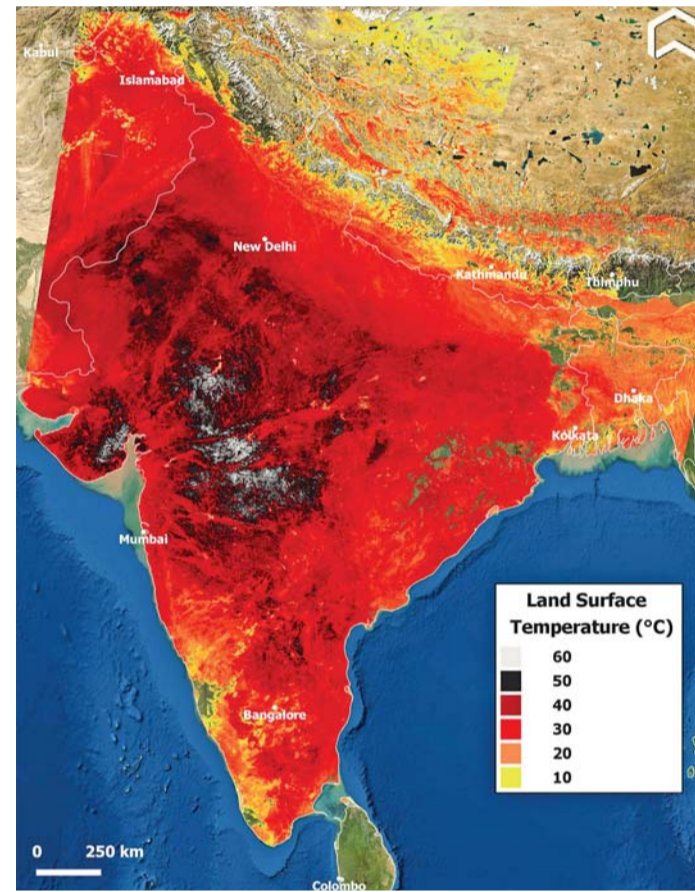 Kabul
Islamabad
New Delhi
Kathmandu
Thimphu
Dhaka
Kolkata
Mumbai
Land Surface
Temperature (°C)
60
50
40
30
20
10
Bangalore
0 250 km
Colombo